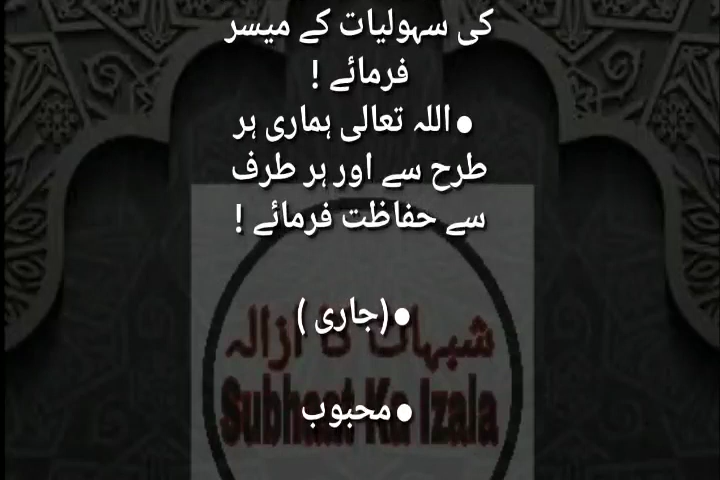 کی سہولیات کے میسر
فرمائے !
●اللہ تعالی ہماری ہر
طرح سے اور ہر طرف
سے حفاظت فرمائے !
●(جاری )
شبہات کا ازالہ
●محبوب
Subhaat Ka Izala